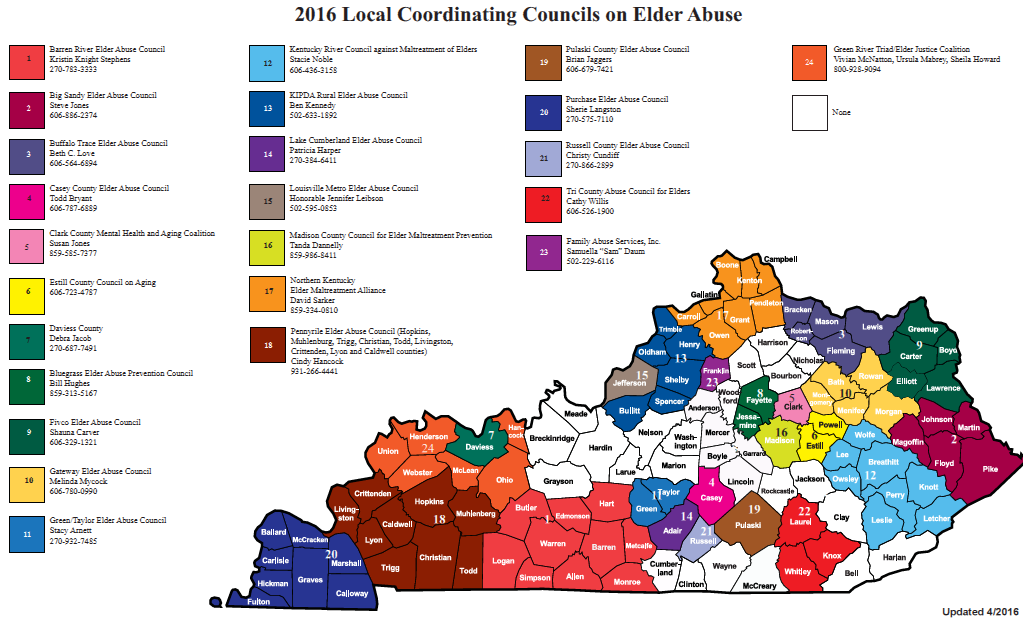 2016 Local Coordinating Councils on Elder Abuse
1
Barren River Elder Abuse Council
Kristin Knight Stephens
270-783-3333
2
Big Sandy Elder Abuse Council
Steve Jones
606-886-2374
3
Buffalo Trace Elder Abuse Council
Beth C. Love
606-564-6894
4
Casey County Elder Abuse Council
Todd Bryant
606-787-6889
5
Clark County Mental Health and Aging Coalition
Susan Jones
859-585-7377
6
Estill County Council on Aging
606-723-4787
7
Daviess County
Debra Jacob
270-687-7491
8
Bluegrass Elder Abuse Prevention Council
Bill Hughes
859-313-5167
9
Fivco Elder Abuse Council
Shauna Carver
606-329-1321
10
Gateway Elder Abuse Council
Melinda Mycock
606-780-0990
11
Green/Taylor Elder Abuse Council
Stacy Arnett
270-932-7485
12
Kentucky River Council against Maltreatment of Elders
Stacie Noble
606-436-3158
13
KIPDA Rural Elder Abuse Council
Ben Kennedy
502-633-1892
14
Lake Cumberland Elder Abuse Council
Patricia Harper
270-384-6411
15
Louisville Metro Elder Abuse Council
Honorable Jennifer Leibson
502-595-0853
16
Madison County Council for Elder Maltreatment Prevention
Tanda Dannelly
859-986-8411
17
Northern Kentucky
Elder Maltreatment Alliance
David Sarker
859-334-0810
18
Pennyrile Elder Abuse Council (Hopkins,
Muhlenburg, Trigg, Christian, Todd, Livingston,
Crittenden, Lyon and Caldwell counties)
Cindy Hancock
931-266-4441
19
Pulaski County Elder Abuse Council
Brian Jaggers
606-679-7421
20
Purchase Elder Abuse Council
Sherie Langston
270-575-7110
21
Russell County Elder Abuse Council
Christy Cundiff
270-866-2899
22
Tri County Abuse Council for Elders
Cathy Willis
606-526-1900
23
Family Abuse Services, Inc.
Samuella "Sam" Daum
502-229-6116
24
Green River Triad/Elder Justice Coalition
Vivian McNatton, Ursula Mabrey, Sheila Howard
800-928-9094
None
Boone
Campbell
Kenton
Gallatin
Pendleton
Carroll
17
Grant
Owen
Bracken
Mason
Lewis
Robert-
son
3
Fleming
Greenup
9
Carter
Boyd
Elliott
Lawrence
Trimble
Henry
Oldham
13
Shelby
Spencer
Bullitt
15
Jefferson
Franklin
23
Harrison
Scott
Nicholas
Bourbon
Wood-
ford
8
Fayette
Jessa-
mine
5
Clark
Bath
Rowan
Mont-
gomery
10
Menifee
Morgan
Anderson
Mercer
Nelson
Wash-
ington
Marion
Boyle
Garrard
16
Madison
Powell
6
Estill
Wolfe
Lee
Breathitt
Owsley
12
Perry
Knott
Leslie
Letcher
Johnson
Martin
Magoffin
2
Floyd
Pike
Meade
Breckinridge
Hardin
Larue
Grayson
Han-
cock
7
Daviess
Henderson
24
Union
Webster
McLean
Ohio
Crittenden
Living-
ston
Hopkins
Caldwell
18
Muhlenberg
Lyon
Trigg
Christian
Todd
Butler
1
Edmonson
Hart
Warren
Barren
Metcalfe
Logan
Simpson
Allen
Monroe
11
Taylor
Green
4
Casey
Lincoln
Rockcastle
Jackson
14
Adair
21
Russell
19
Pulaski
22
Laurel
Clay
Knox
Whitley
Bell
Harlan
Cumber-
land
Clinton
Wayne
McCreary
Ballard
McCracken
20
Marshall
Carlisle
Graves
Hickman
Calloway
Fulton
Updated 4/2016